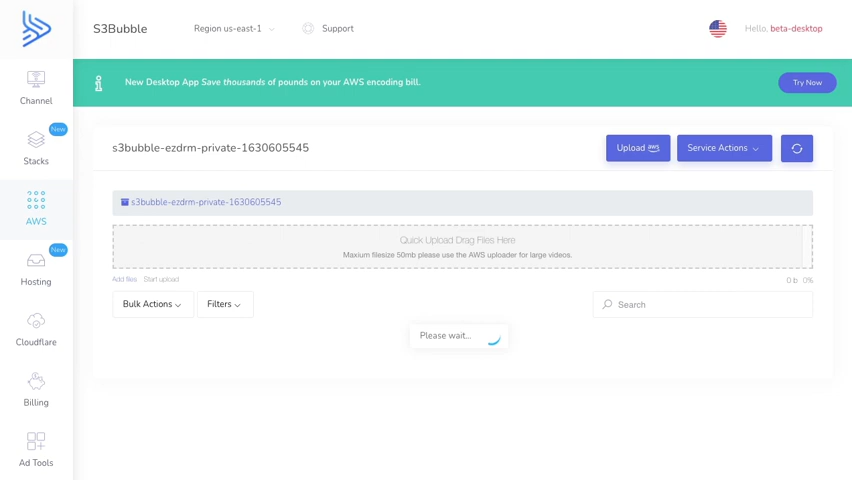 S3Bubble
Region us-east-1
Support
Hello, beta-desktop
New Desktop App Save thousands of pounds on your AWS encoding bill.
Try Now
Channel
New
Stacks
AWS
New
Hosting
Cloudflare
Billing
Ad Tools
s3bubble-ezdrm-private-1630605545
Upload aws
Service Actions
s3bubble-ezdrm-private-1630605545
Quick Upload Drag Files Here
Maxium filesize 50mb please use the AWS uploader for large videos.
Add files Start upload
0 b 0%
Bulk Actions
Filters
Search
Please wait...